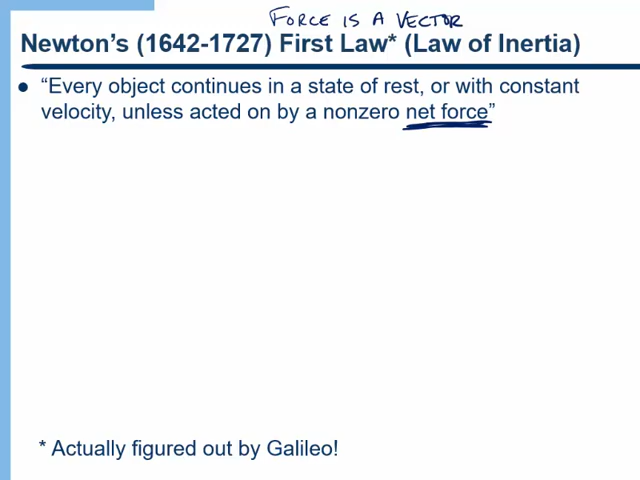 FORCE IS A VECTOR
Newton’s (1642-1727) First Law* (Law of Inertia)
● “Every object continues in a state of rest, or with constant
velocity, unless acted on by a nonzero net force”
* Actually figured out by Galileo!